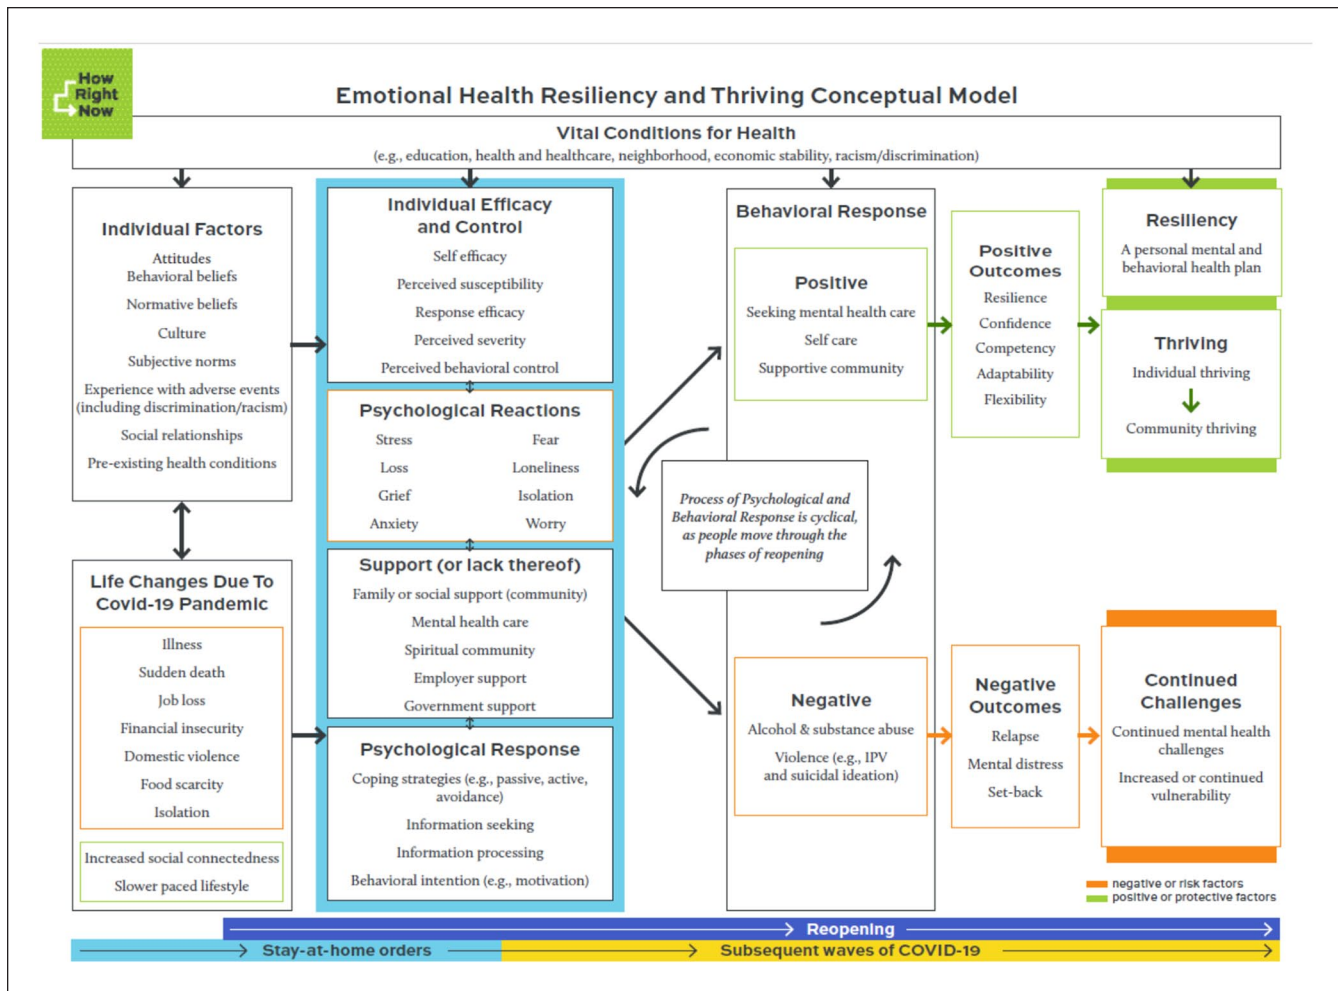 How
Right
Now
Emotional Health Resiliency and Thriving Conceptual Model
Vital Conditions for Health
(e.g., education, health and healthcare, neighborhood, economic stability, racism/discrimination)
Individual Factors
Attitudes
Behavioral beliefs
Normative beliefs
Culture
Subjective norms
Experience with adverse events
(including discrimination/racism)
Social relationships
Pre-existing health conditions
Life Changes Due To
Covid-19 Pandemic
Illness
Sudden death
Job loss
Financial insecurity
Domestic violence
Food scarcity
Isolation
Increased social connectedness
Slower paced lifestyle
Individual Efficacy
and Control
Self efficacy
Perceived susceptibility
Response efficacy
Perceived severity
Perceived behavioral control
Psychological Reactions
Stress
Fear
Loss
Loneliness
Grief
Isolation
Anxiety
Worry
Support (or lack thereof)
Family or social support (community)
Mental health care
Spiritual community
Employer support
Government support
Psychological Response
Coping strategies (e.g., passive, active,
avoidance)
Information seeking
Information processing
Behavioral intention (e.g., motivation)
Behavioral Response
Positive
Seeking mental health care
Self care
Supportive community
Process of Psychological and
Behavioral Response is cyclical,
as people move through the
phases of reopening
Negative
Alcohol & substance abuse
Violence (e.g., IPV
and suicidal ideation)
Positive
Outcomes
Resilience
Confidence
Competency
Adaptability
Flexibility
Negative
Outcomes
Relapse
Mental distress
Set-back
Resiliency
A personal mental and
behavioral health plan
Thriving
Individual thriving
Community thriving
Continued
Challenges
Continued mental health
challenges
Increased or continued
vulnerability
negative or risk factors
positive or protective factors
Reopening
Stay-at-home orders
Subsequent waves of COVID-19